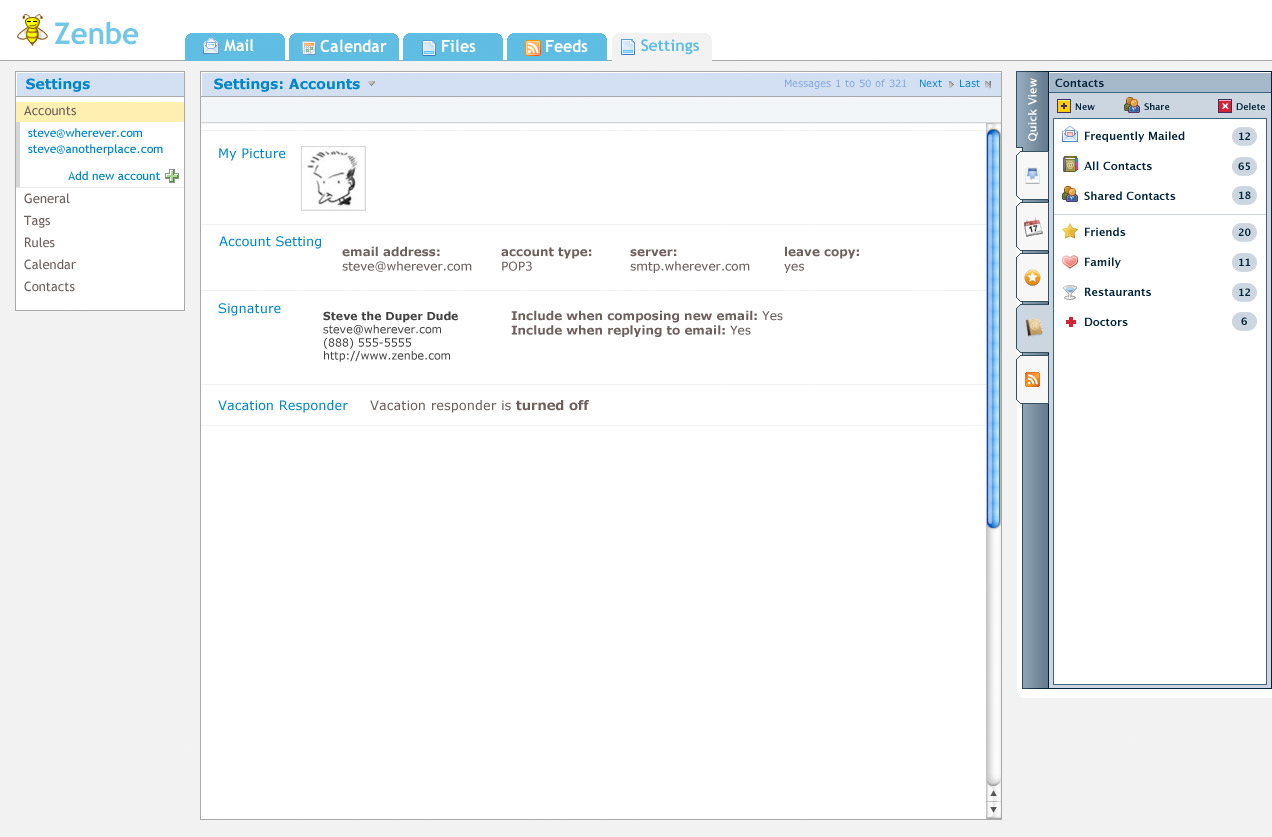 Zenbe
Mail
Calendar
Files
Feeds
Settings
Settings
Accounts
steve@wherever.com
steve@anotherplace.com
Add new account
General
Tags
Rules
Calendar
Contacts
Settings: Accounts
Messages 1 to 50 of 321 Next Last
My Picture
Account Setting
email address: account type: server: leave copy:
steve@wherever.com POP3 smtp.wherever.com yes
Signature
Steve the Duper Dude
steve@wherever.com
(888) 555-5555
http://www.zenbe.com
Include when composing new email: Yes
Include when replying to email: Yes
Vacation Responder Vacation responder is turned off
Quick View
17
Contacts
New Share Delete
Frequently Mailed 12
All Contacts 65
Shared Contacts 18
Friends 20
Family 11
Restaurants 12
Doctors 6